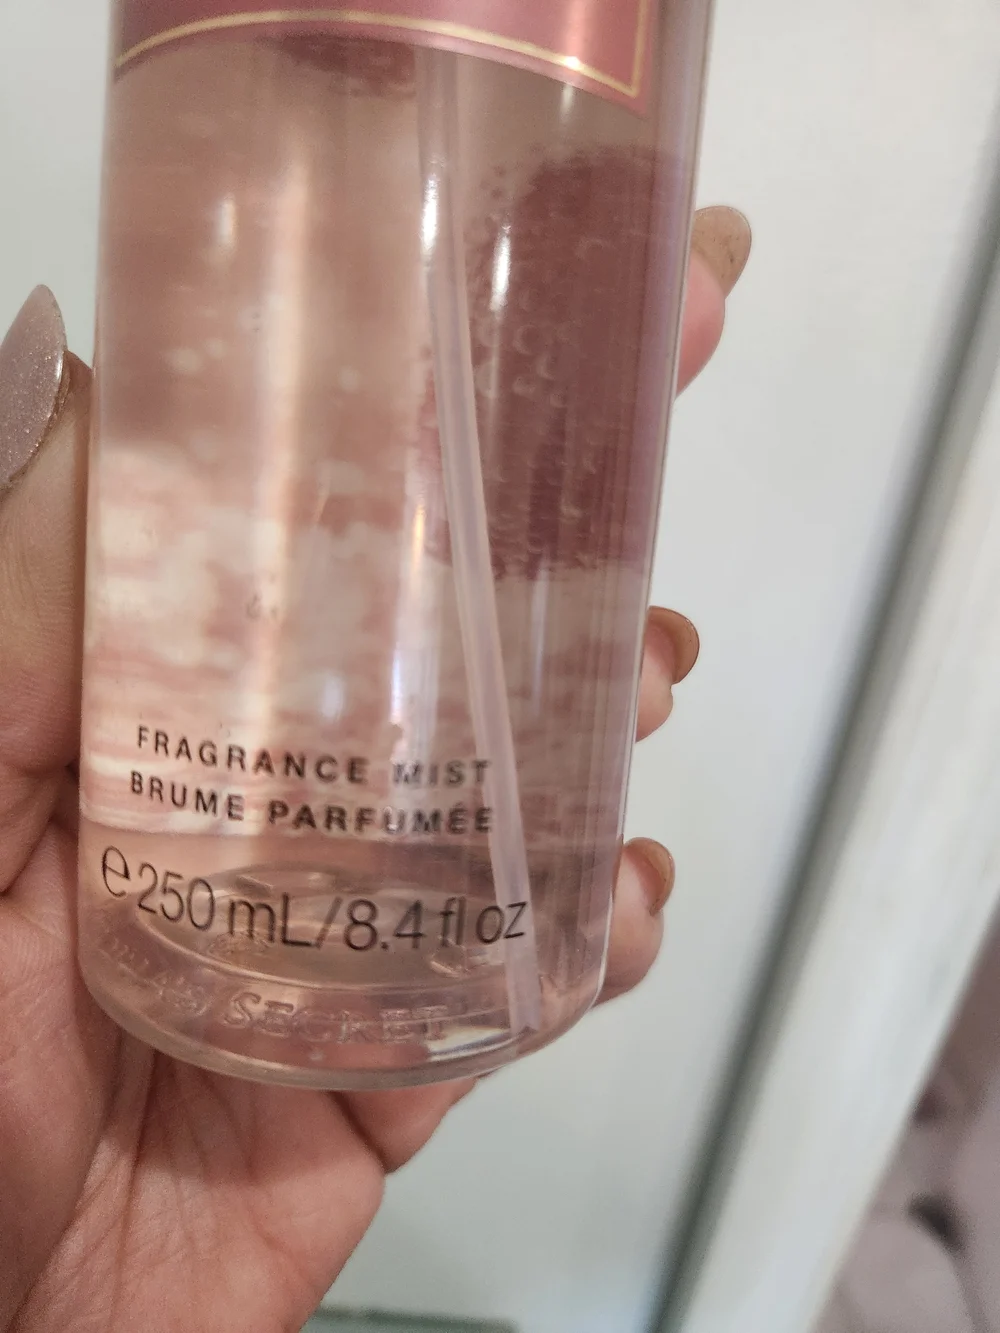 FRAGRANCE MIST
BRUME PARFUMÉE
℮250 mL/8.4 fl oz
SECRET